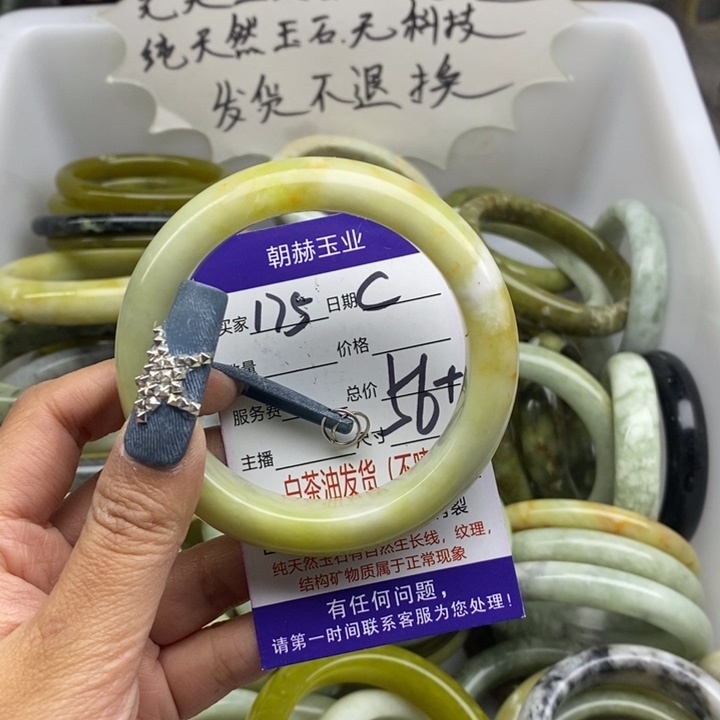 纯天然玉石.无科技
发货不退换
朝赫玉业
买家 175 日期 C
数量 价格
服务费 总价 56+
主播 尺寸
白茶油发货(不
纯天然玉石有自然生长线,纹理,
结构矿物质属于正常现象
有任何问题,
请第一时间联系客服为您处理!